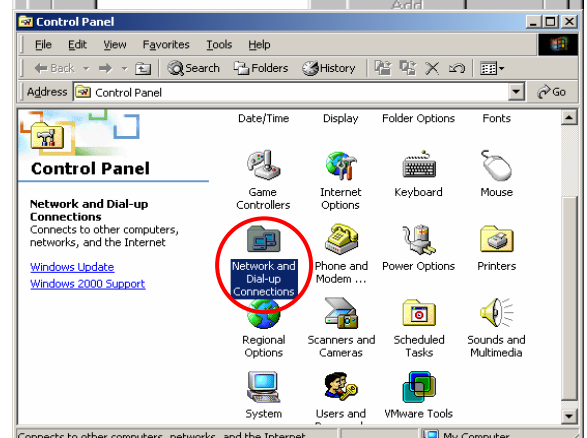 Add
Control Panel
File Edit View Favorites Tools Help
Back Search Folders History
Address Control Panel Go
Control Panel
Network and Dial-up
Connections
Connects to other computers,
networks, and the Internet
Windows Update
Windows 2000 Support
Date/Time Display Folder Options Fonts
Game
Controllers
Internet
Options
Keyboard
Mouse
Network and
Dial-up
Connections
Phone and
Modem ...
Power Options
Printers
Regional
Options
Scanners and
Cameras
Scheduled
Tasks
Sounds and
Multimedia
System
Users and
VMware Tools
Connects to other computers, networks, and the Internet My Computer